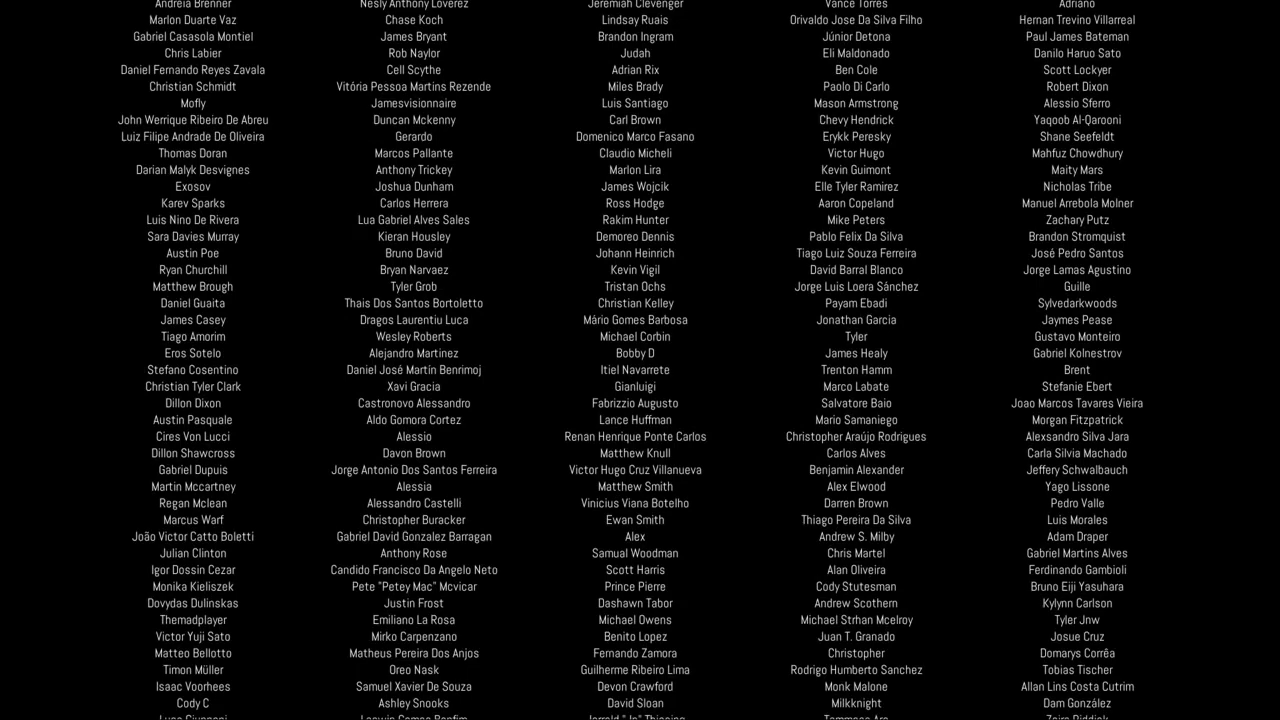 Andreia Brenner
Marlon Duarte Vaz
Gabriel Casasola Montiel
Chris Labier
Daniel Fernando Reyes Zavala
Christian Schmidt
Mofly
John Werrique Ribeiro De Abreu
Luiz Filipe Andrade De Oliveira
Thomas Doran
Darian Malyk Desvignes
Exosov
Karev Sparks
Luis Nino De Rivera
Sara Davies Murray
Austin Poe
Ryan Churchill
Matthew Brough
Daniel Guaita
James Casey
Tiago Amorim
Eros Sotelo
Stefano Cosentino
Christian Tyler Clark
Dillon Dixon
Austin Pasquale
Cires Von Lucci
Dillon Shawcross
Gabriel Dupuis
Martin Mccartney
Regan Mclean
Marcus Warf
João Victor Catto Boletti
Julian Clinton
Igor Dossin Cezar
Monika Kieliszek
Dovydas Dulinskas
Themadplayer
Victor Yuji Sato
Matteo Bellotto
Timon Müller
Isaac Voorhees
Cody C
Nesly Anthony Loverez
Chase Koch
James Bryant
Rob Naylor
Cell Scythe
Vitória Pessoa Martins Rezende
Jamesvisionnaire
Duncan Mckenny
Gerardo
Marcos Pallante
Anthony Trickey
Joshua Dunham
Carlos Herrera
Lua Gabriel Alves Sales
Kieran Housley
Bruno David
Bryan Narvaez
Tyler Grob
Thais Dos Santos Bortoletto
Dragos Laurentiu Luca
Wesley Roberts
Alejandro Martinez
Daniel José Martín Benrimoj
Xavi Gracia
Castronovo Alessandro
Aldo Gomora Cortez
Alessio
Davon Brown
Jorge Antonio Dos Santos Ferreira
Alessia
Alessandro Castelli
Christopher Buracker
Gabriel David Gonzalez Barragan
Anthony Rose
Candido Francisco Da Angelo Neto
Pete "Petey Mac" Mcvicar
Justin Frost
Emiliano La Rosa
Mirko Carpenzano
Matheus Pereira Dos Anjos
Oreo Nask
Samuel Xavier De Souza
Ashley Snooks
Jeremiah Clevenger
Lindsay Ruais
Brandon Ingram
Judah
Adrian Rix
Miles Brady
Luis Santiago
Carl Brown
Domenico Marco Fasano
Claudio Micheli
Marlon Lira
James Wojcik
Ross Hodge
Rakim Hunter
Demoreo Dennis
Johann Heinrich
Kevin Vigil
Tristan Ochs
Christian Kelley
Mário Gomes Barbosa
Michael Corbin
Bobby D
Itiel Navarrete
Gianluigi
Fabrizzio Augusto
Lance Huffman
Renan Henrique Ponte Carlos
Matthew Knull
Victor Hugo Cruz Villanueva
Matthew Smith
Vinícius Viana Botelho
Ewan Smith
Alex
Samuel Woodman
Scott Harris
Prince Pierre
Dashawn Tabor
Michael Owens
Benito Lopez
Fernando Zamora
Guilherme Ribeiro Lima
Devon Crawford
David Sloan
Vance Torres
Orivaldo Jose Da Silva Filho
Júnior Detona
Eli Maldonado
Ben Cole
Paolo Di Carlo
Mason Armstrong
Chevy Hendrick
Erykk Peresky
Victor Hugo
Kevin Guimont
Elle Tyler Ramirez
Aaron Copeland
Mike Peters
Pablo Felix Da Silva
Tiago Luiz Souza Ferreira
David Barral Blanco
Jorge Luis Loera Sánchez
Payam Ebadi
Jonathan Garcia
Tyler
James Healy
Trenton Hamm
Marco Labate
Salvatore Baio
Mario Samaniego
Christopher Araújo Rodrigues
Carlos Alves
Benjamin Alexander
Alex Elwood
Darren Brown
Thiago Pereira Da Silva
Andrew S. Milby
Chris Martel
Alan Oliveira
Cody Stutesman
Andrew Scothern
Michael Strhan Mcelroy
Juan T. Granado
Christopher
Rodrigo Humberto Sanchez
Monk Malone
Milkknight
Adriano
Hernan Trevino Villarreal
Paul James Bateman
Danilo Haruo Sato
Scott Lockyer
Robert Dixon
Alessio Sferro
Yaqoob Al-Qarooni
Shane Seefeldt
Mahfuz Chowdhury
Maity Mars
Nicholas Tribe
Manuel Arrebola Molner
Zachary Putz
Brandon Stromquist
José Pedro Santos
Jorge Lamas Agustino
Guille
Sylvedarkwoods
Jaymes Pease
Gustavo Monteiro
Gabriel Kolnestrov
Brent
Stefanie Ebert
Joao Marcos Tavares Vieira
Morgan Fitzpatrick
Alexsandro Silva Jara
Carla Silvia Machado
Jeffery Schwalbauch
Yago Lissone
Pedro Valle
Luis Morales
Adam Draper
Gabriel Martins Alves
Ferdinando Gambioli
Bruno Eiji Yasuhara
Kylynn Carlson
Tyler Jnw
Josue Cruz
Domarys Corrêa
Tobias Tischer
Allan Lins Costa Cutrim
Dam González